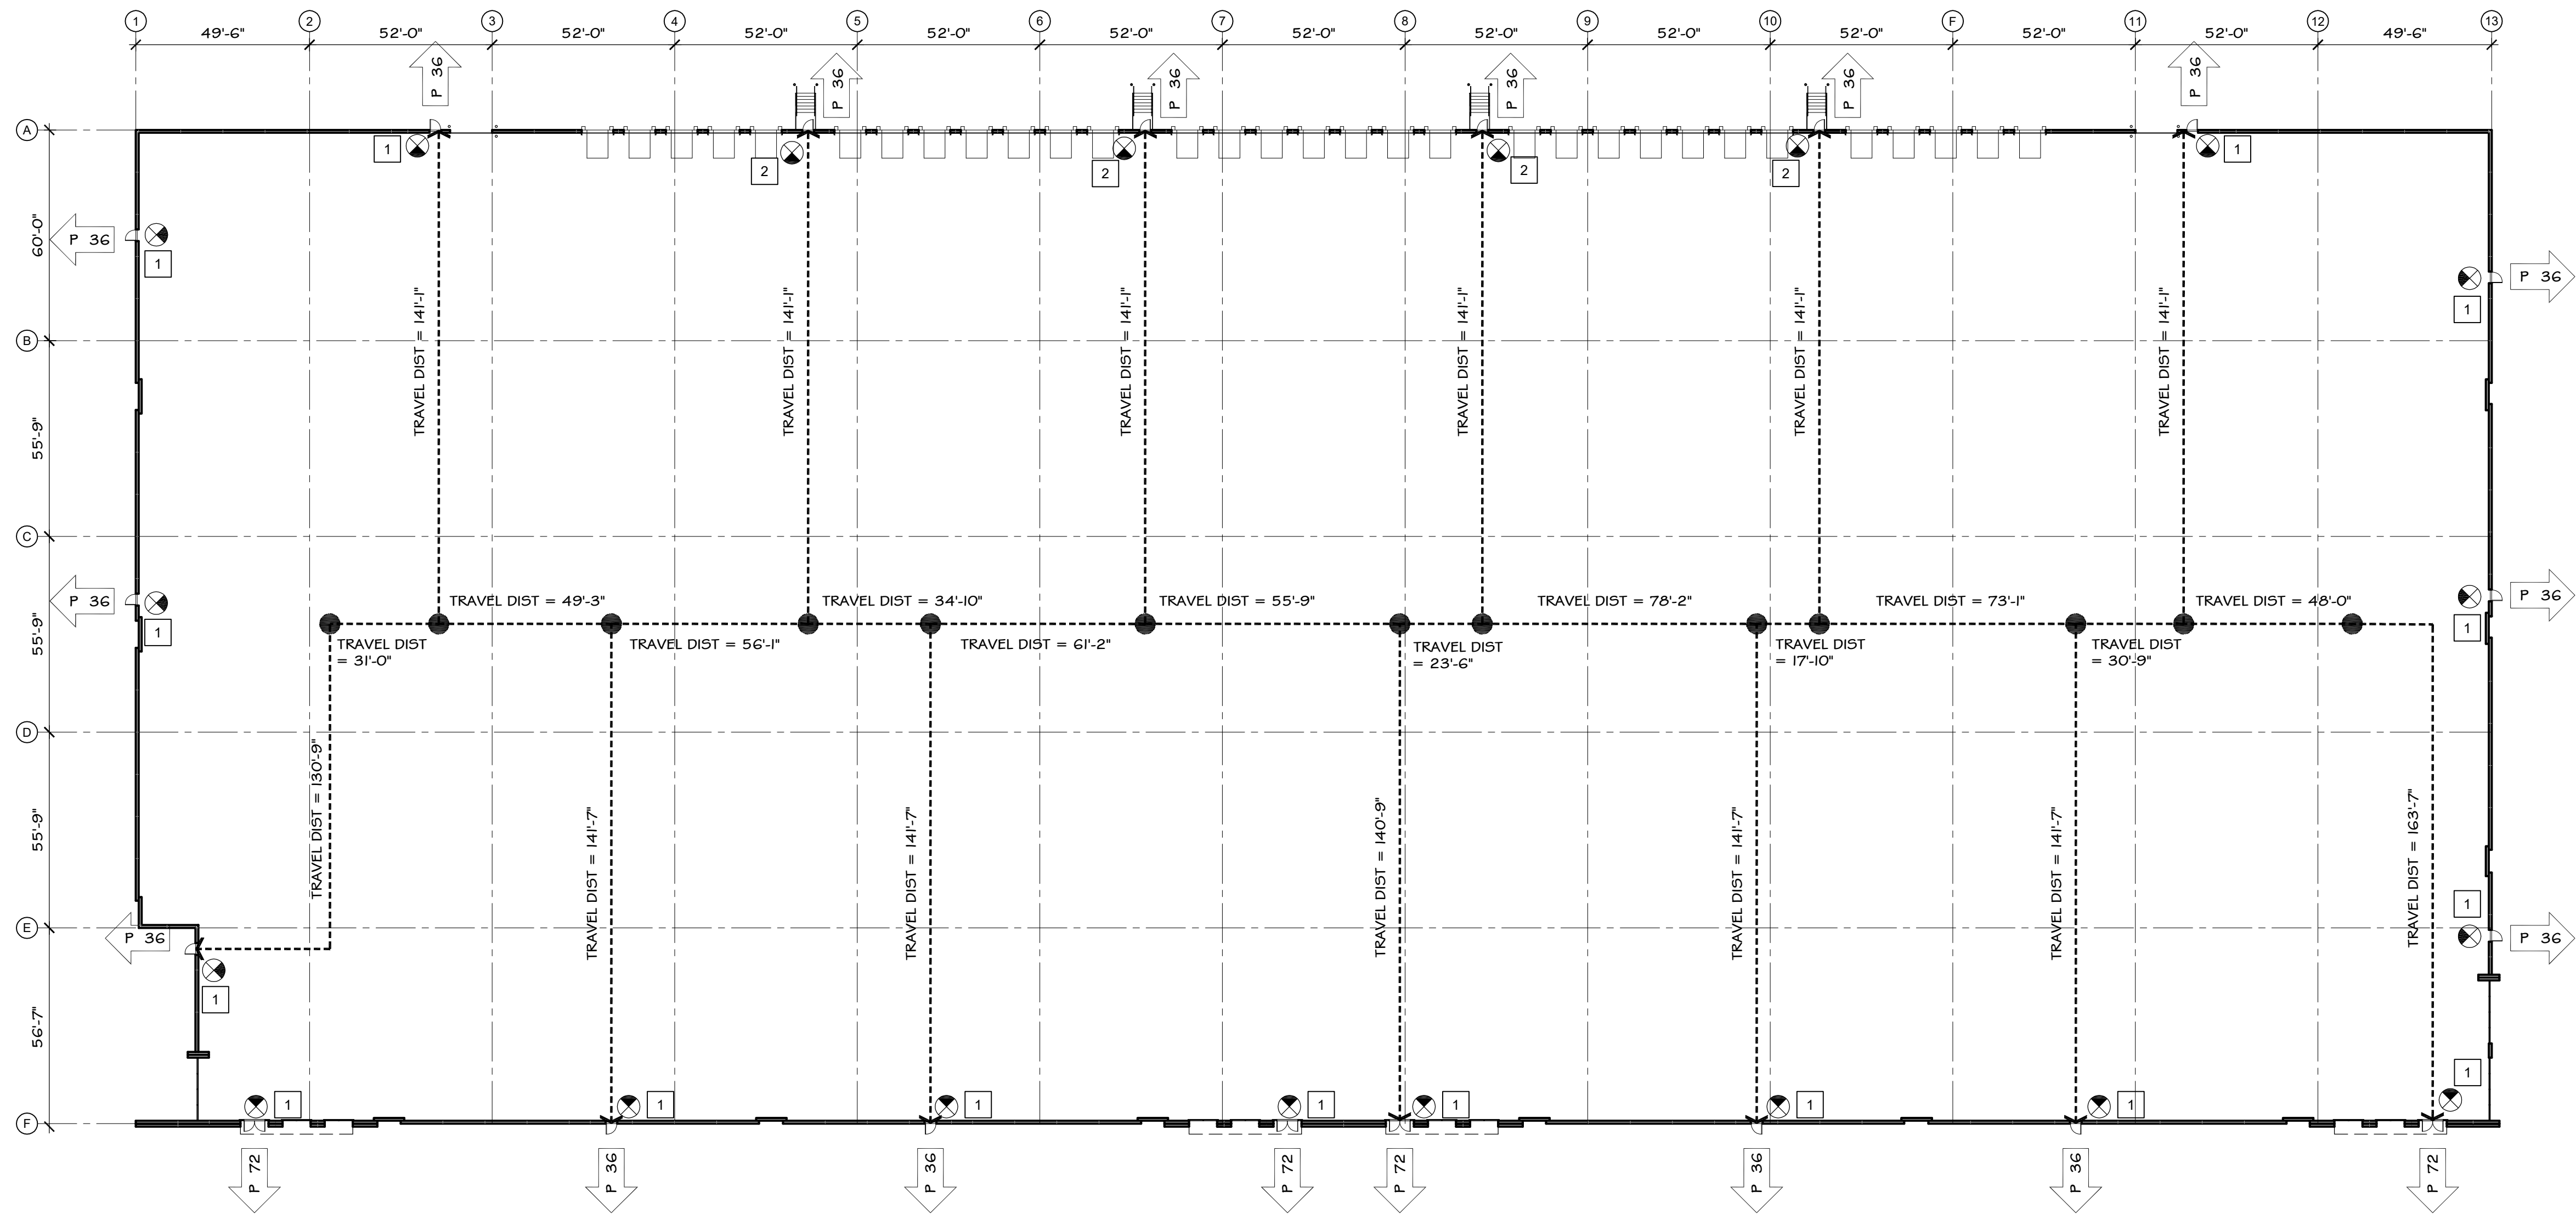 1 2 3 4 5 6 7 8 9 10 F 11 12 13
49'-6" 52'-0" 52'-0" 52'-0" 52'-0" 52'-0" 52'-0" 52'-0" 52'-0" 52'-0" 52'-0" 52'-0" 49'-6"
P 36 P 36 P 36 P 36 P 36 P 36
A
1 2 2 2 2 1
60'-0"
P 36 1
P 36 1
B
TRAVEL DIST = 141'-1"
TRAVEL DIST = 141'-1"
TRAVEL DIST = 141'-1"
TRAVEL DIST = 141'-1"
TRAVEL DIST = 141'-1"
TRAVEL DIST = 141'-1"
55'-9"
C
P 36 1
P 36 1
TRAVEL DIST = 49'-3"
TRAVEL DIST = 34'-10"
TRAVEL DIST = 55'-9"
TRAVEL DIST = 78'-2"
TRAVEL DIST = 73'-1"
TRAVEL DIST = 48'-0"
55'-9"
TRAVEL DIST
= 31'-0"
TRAVEL DIST = 56'-1"
TRAVEL DIST = 61'-2"
TRAVEL DIST
= 23'-6"
TRAVEL DIST
= 17'-10"
TRAVEL DIST
= 30'-9"
D
55'-9"
TRAVEL DIST = 130'-9"
TRAVEL DIST = 141'-7"
TRAVEL DIST = 141'-7"
TRAVEL DIST = 140'-9"
TRAVEL DIST = 141'-7"
TRAVEL DIST = 141'-7"
TRAVEL DIST = 163'-7"
E
P 36 1
1 P 36
56'-7"
1 1 1 1 1 1 1 1
F
P 72 P 36 P 36 P 72 P 72 P 36 P 36 P 72